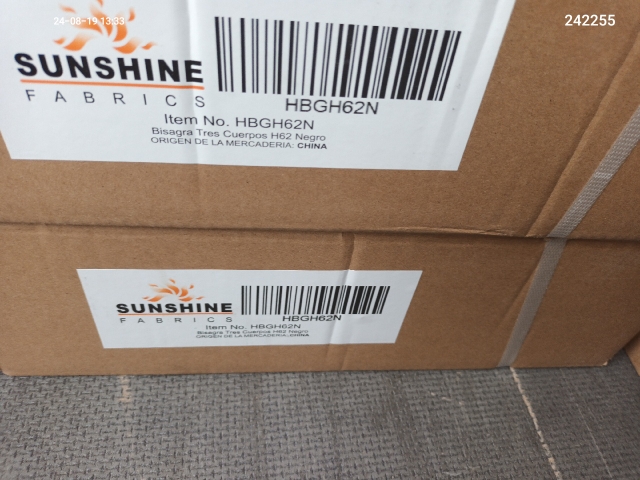 24-08-19 13:33
242255
SUNSHINE
FABRICS
HBGH62N
Item No. HBGH62N
Bisagra Tres Cuerpos H62 Negro
ORIGEN DE LA MERCADERIA: CHINA
SUNSHINE
FABRICS
HBGH62N
Item No. HBGH62N
Bisagra Tres Cuerpos H62 Negro
ORIGEN DE LA MERCADERIA: CHINA